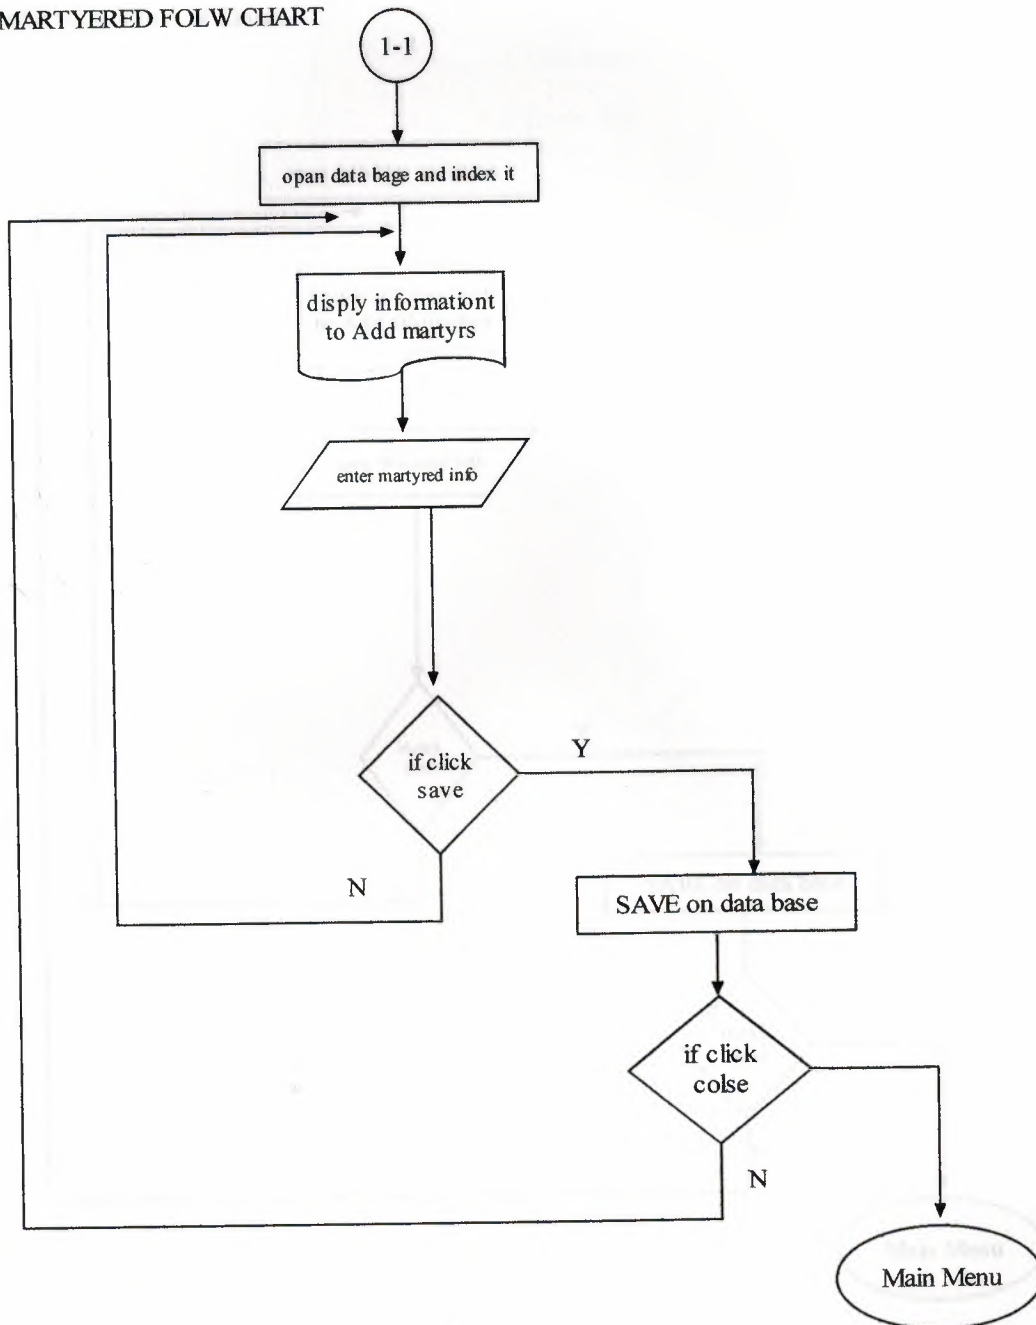 MARTYERED FOLW CHART
1-1
opan data bage and index it
disply informationt
to Add martyrs
enter martyred info
if click
save
Y
N
SAVE on data base
if click
colse
N
Main Menu